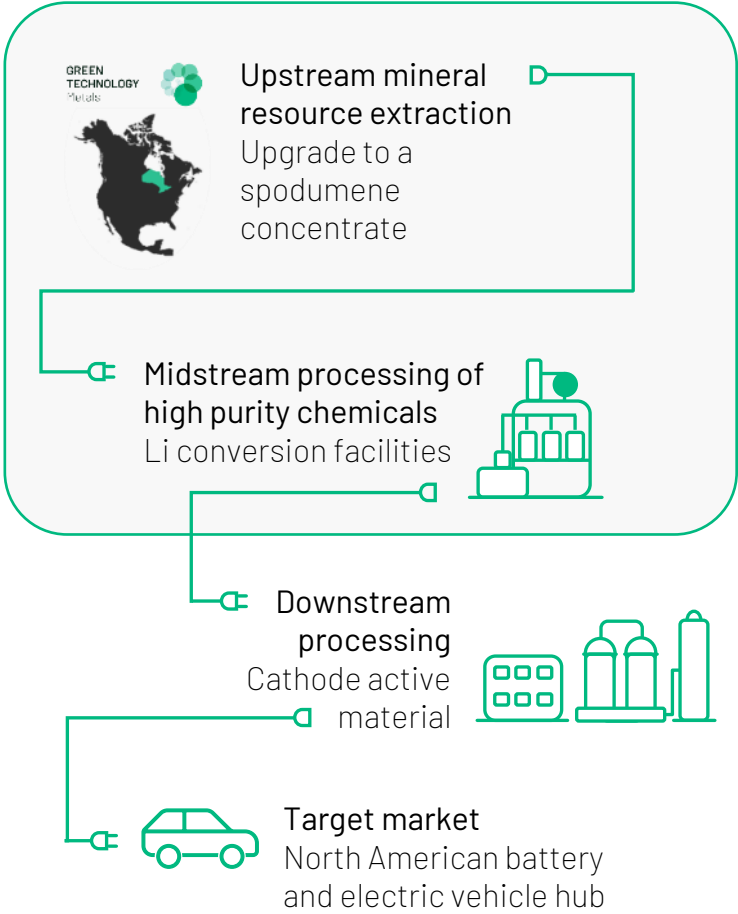 GREEN
TECHNOLOGY
Metals
Upstream mineral
resource extraction
Upgrade to a
spodumene
concentrate
Midstream processing of
high purity chemicals
Li conversion facilities
Downstream
processing
Cathode active
material
Target market
North American battery
and electric vehicle hub